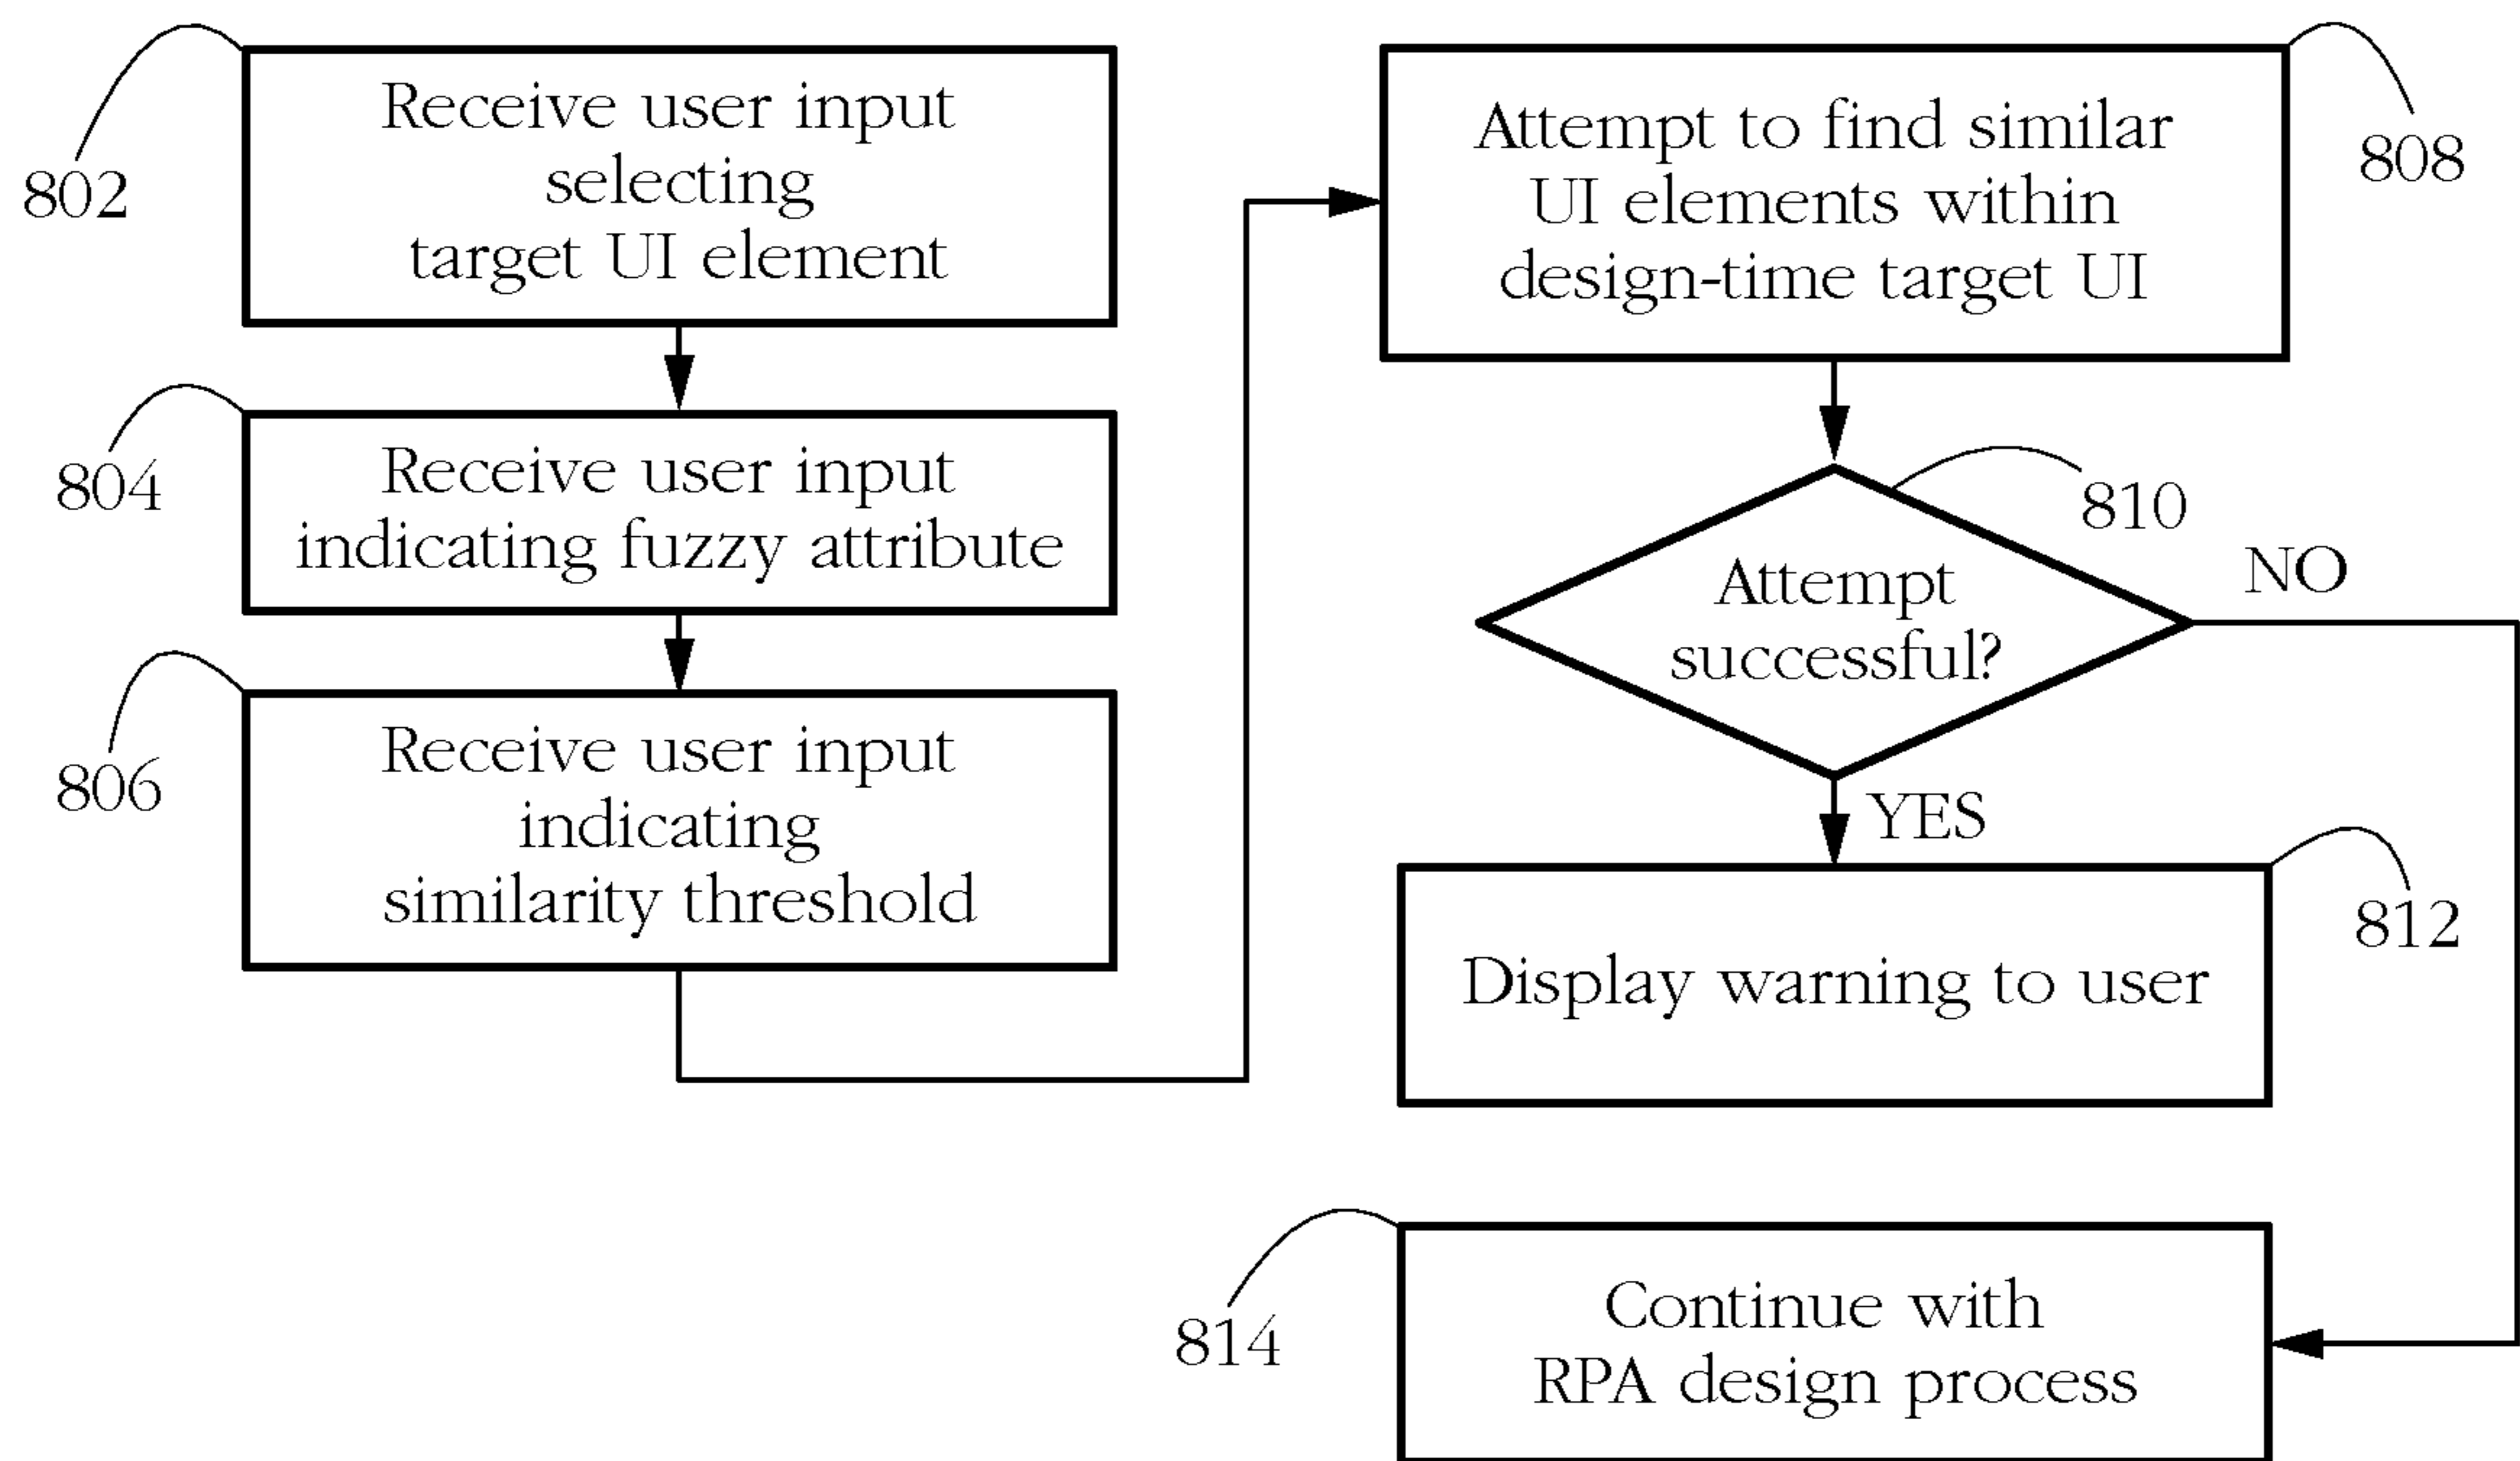 802
Receive user input
selecting
target UI element
804
Receive user input
indicating fuzzy attribute
806
Receive user input
indicating
similarity threshold
808
Attempt to find similar
UI elements within
design-time target UI
810
Attempt
successful?
NO
YES
812
Display warning to user
814
Continue with
RPA design process